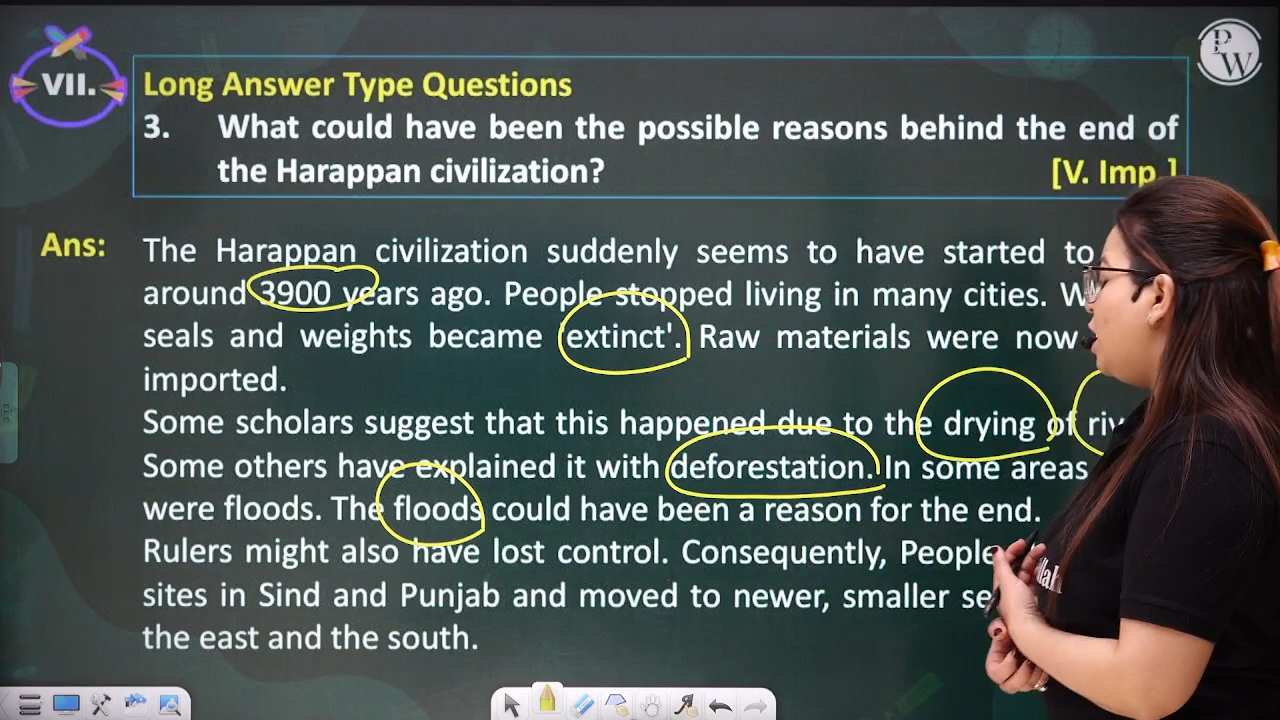 VII.
Long Answer Type Questions
3. What could have been the possible reasons behind the end of
the Harappan civilization?
[V. Imp.]
PW
Ans: The Harappan civilization suddenly seems to have started to
around 3900 years ago. People stopped living in many cities.
seals and weights became 'extinct'. Raw materials were now
imported.
Some scholars suggest that this happened due to the drying of
Some others have explained it with deforestation. In some areas
were floods. The floods could have been a reason for the end.
Rulers might also have lost control. Consequently, People
sites in Sind and Punjab and moved to newer, smaller
the east and the south.